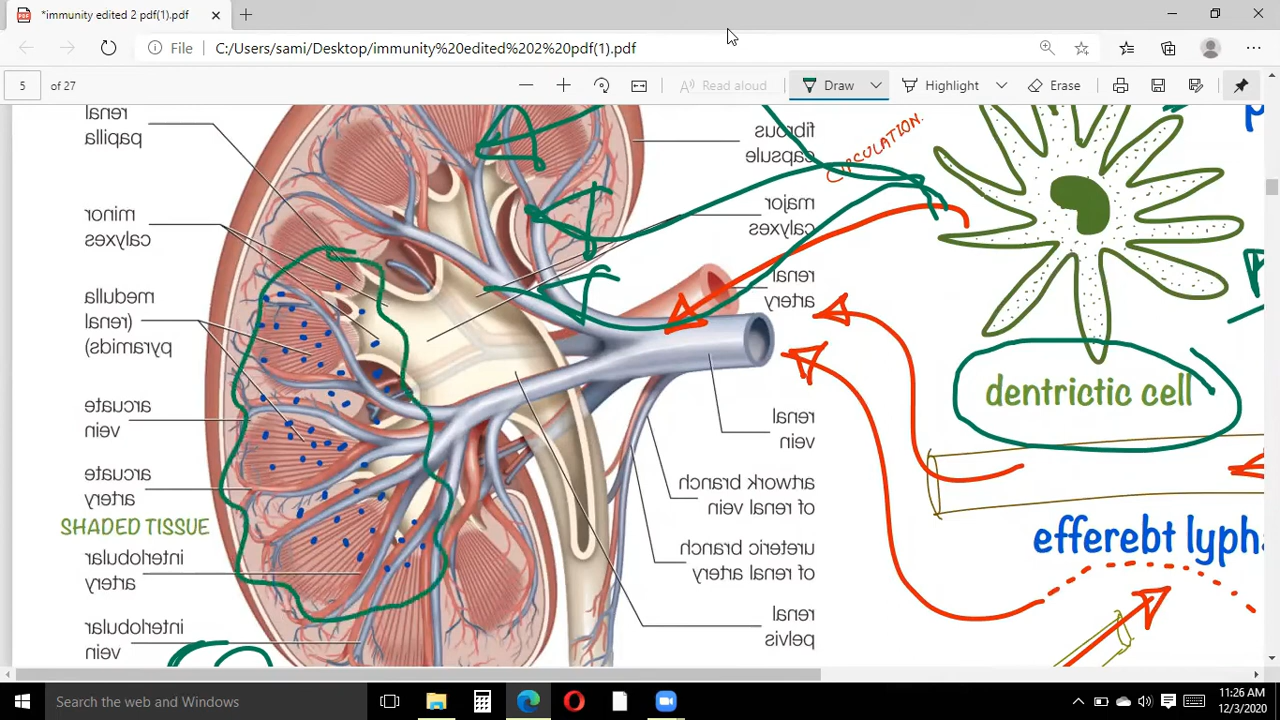 *immunity edited 2 pdf(1).pdf
File
C:/Users/sami/Desktop/immunity%20edited%202%20pdf(1).pdf
5
of 27
Read aloud
Draw
Highlight
Erase
renal
papilla
minor
calyxes
medulla
(renal
pyramids)
arcuate
vein
arcuate
artery
SHADED TISSUE
interlobular
artery
interlobular
vein
fibrous
capsule
major
calyxes
renal
artery
renal
vein
artwork branch
of renal vein
ureteric branch
of renal artery
renal
pelvis
CIRCULATION.
dentrictic cell
efferebt lyph
Search the web and Windows
11:26 AM
12/3/2020